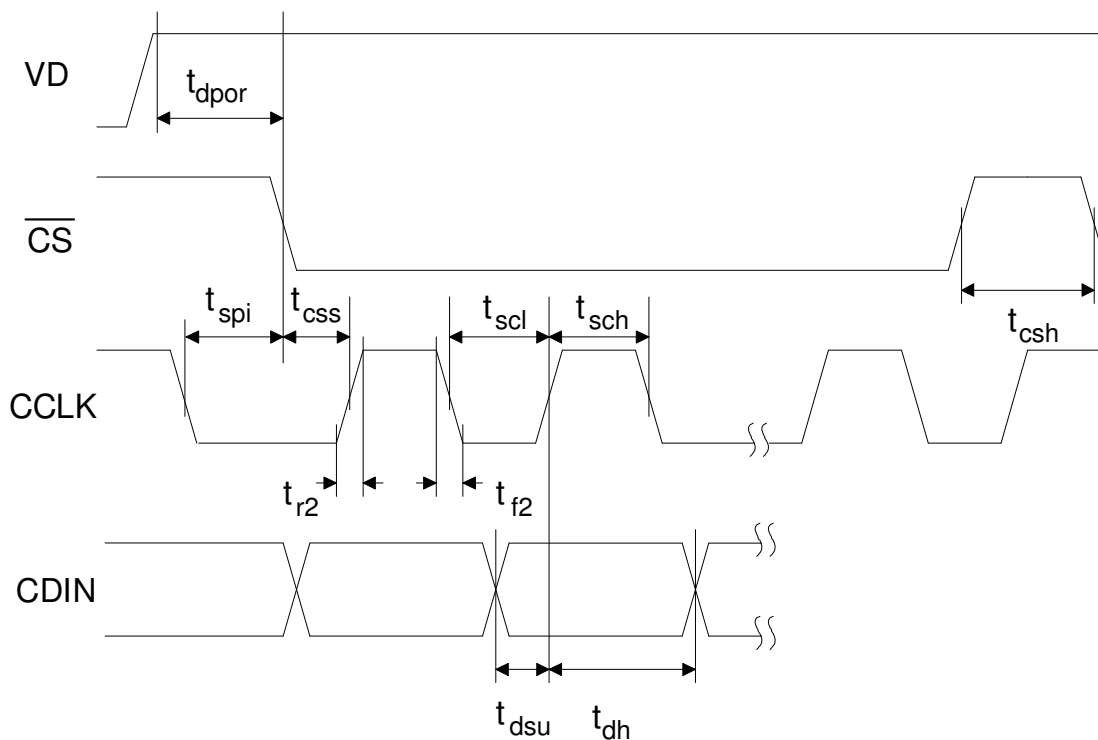 VD
t_dpor
CS
t_spi t_css t_scl t_sch t_csh
CCLK
t_r2 t_f2
CDIN
t_dsu t_dh